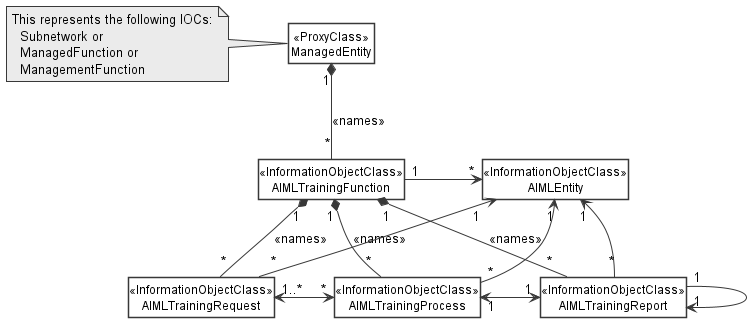 This represents the following IOCs:
Subnetwork or
ManagedFunction or
ManagementFunction
«ProxyClass»
ManagedEntity
1
«names»
*
«InformationObjectClass»
AIMLTrainingFunction
1
*
«InformationObjectClass»
AIMLEntity
1
1
1
1
1
1
«names»
«names»
«names»
*
*
*
*
*
*
«InformationObjectClass»
AIMLTrainingRequest
1..*
*
«InformationObjectClass»
AIMLTrainingProcess
1
1
«InformationObjectClass»
AIMLTrainingReport
1
1